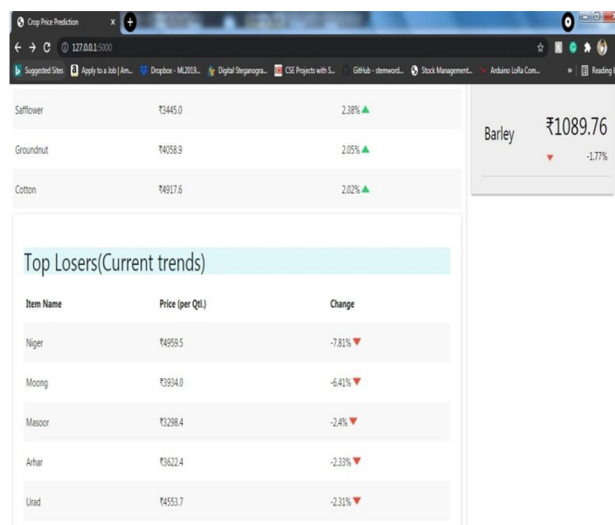 Crop Price Prediction
127.0.0.1:5000
Suggested Sites
Apply to a Job | Am...
Dropbox - ML2019...
Digital Steganogra...
CSE Projects with S...
GitHub - stemword...
Stock Management...
Arduino LoRa Com...
»
Reading l
Safflower ₹3445.0 2.38%
Groundnut ₹4058.9 2.05%
Cotton ₹4917.6 2.02%
Barley ₹1089.76
-1.77%
Top Losers(Current trends)
Item Name Price (per Qtl.) Change
Niger ₹4959.5 -7.81%
Moong ₹3934.0 -6.41%
Masoor ₹3298.4 -2.4%
Arhar ₹3622.4 -2.33%
Urad ₹4553.7 -2.31%